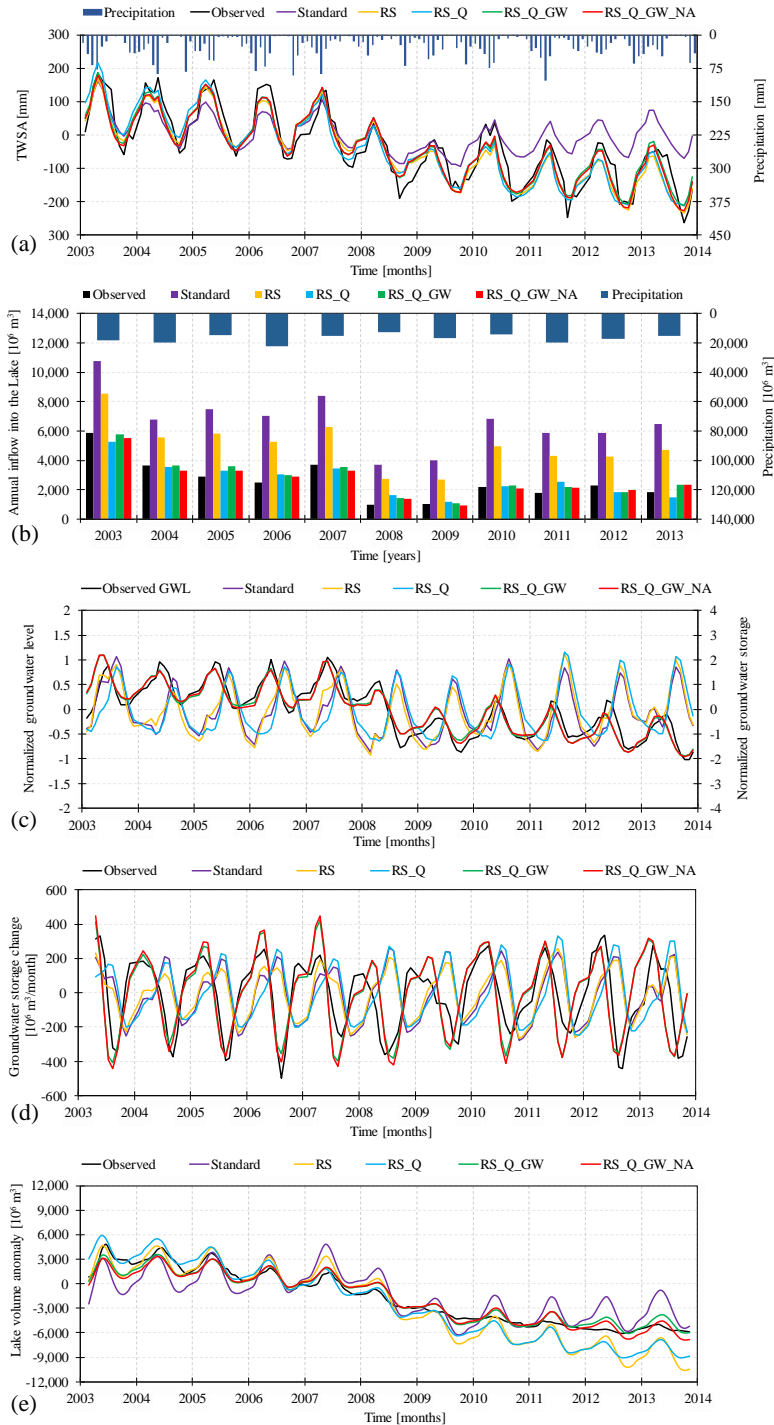 Precipitation Observed Standard RS RS_Q RS_Q_GW RS_Q_GW_NA
300 200 100 0 -100 -200 300
TWSA [mm]
0 75 150 225 300 375 450
Precipitation [mm]
2003 2004 2005 2006 2007 2008 2009 2010 2011 2012 2013 2014
(a)
Time [months]
Observed Standard RS RS_Q RS_Q_GW RS_Q_GW_NA Precipitation
14,000 12,000 10,000 8,000 6,000 4,000 2,000 0
Annual inflow into the Lake [10⁶ m³]
0 20,000 40,000 60,000 80,000 100,000 120,000 140,000
Precipitation [10⁶ m³]
2003 2004 2005 2006 2007 2008 2009 2010 2011 2012 2013
(b)
Time [years]
Observed GWL Standard RS RS_Q RS_Q_GW RS_Q_GW_NA
2 1.5 1 0.5 0 -0.5 -1 -1.5 -2
Normalized groundwater level
4 3 2 1 0 -1 -2 -3 -4
Normalized groundwater storage
2003 2004 2005 2006 2007 2008 2009 2010 2011 2012 2013 2014
(c)
Time [months]
Observed Standard RS RS_Q RS_Q_GW RS_Q_GW_NA
600 400 200 0 -200 -400 -600
Groundwater storage change
[10⁶ m³/month]
2003 2004 2005 2006 2007 2008 2009 2010 2011 2012 2013 2014
(d)
Time [months]
Observed Standard RS RS_Q RS_Q_GW RS_Q_GW_NA
12,000 9,000 6,000 3,000 0 -3,000 -6,000 -9,000 -12,000
Lake volume anomaly [10⁶ m³]
2003 2004 2005 2006 2007 2008 2009 2010 2011 2012 2013 2014
(e)
Time [months]